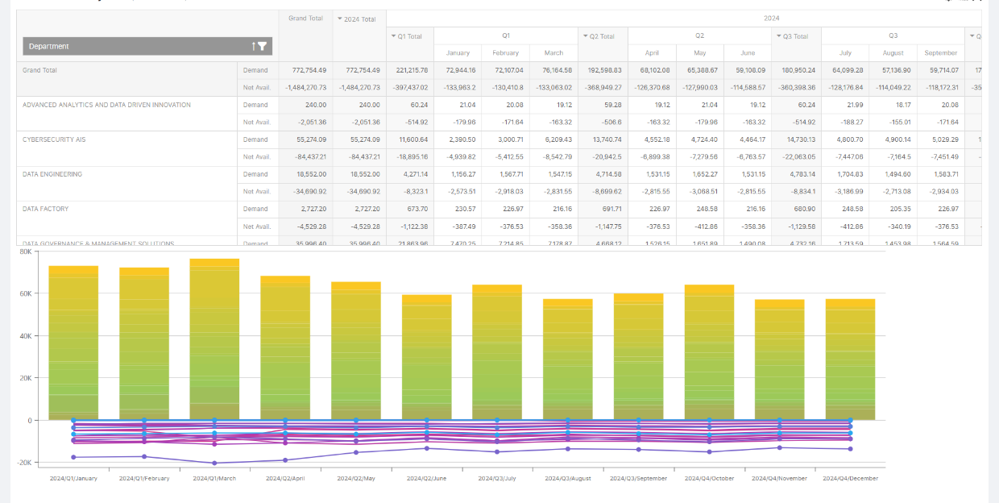 Grand Total 2024 Total 2024
Q1 Total Q1 Q2 Total Q2 Q3 Total Q3
Department
January February March April May June July August September
Grand Total Demand 772,754.49 772,754.49 221,215.78 72,944.16 72,107.04 76,164.58 192,598.83 68,102.08 65,388.67 59,108.09 180,950.24 64,099.28 57,136.90 59,714.07 17
Net Avail. -1,484,270.73 -1,484,270.73 -397,437.02 -133,963.2 -130,410.8 -133,063.02 -368,949.27 -126,370.68 -127,990.03 -114,588.57 -360,398.36 -128,176.84 -114,049.22 -118,172.31 -35
ADVANCED ANALYTICS AND DATA DRIVEN INNOVATION Demand 240.00 240.00 60.24 21.04 20.08 19.12 59.28 19.12 21.04 19.12 60.24 21.99 18.17 20.08
Net Avail. -2,051.36 -2,051.36 -514.92 -179.96 -171.64 -163.32 -506.6 -163.32 -179.96 -163.32 -514.92 -188.27 -155.01 -171.64
CYBERSECURITY AIS Demand 55,274.09 55,274.09 11,600.64 2,390.50 3,000.71 6,209.43 13,740.74 4,552.18 4,724.40 4,464.17 14,730.13 4,800.70 4,900.14 5,029.29 1
Net Avail. -84,437.21 -84,437.21 -18,895.16 -4,939.82 -5,412.55 -8,542.79 -20,942.5 -6,899.38 -7,279.56 -6,763.57 -22,063.05 -7,447.06 -7,164.5 -7,451.49 -
DATA ENGINEERING Demand 18,552.00 18,552.00 4,271.14 1,156.27 1,567.71 1,547.15 4,714.58 1,531.15 1,652.27 1,531.15 4,783.14 1,704.83 1,494.60 1,583.71
Net Avail. -34,690.92 -34,690.92 -8,323.1 -2,573.51 -2,918.03 -2,831.55 -8,699.62 -2,815.55 -3,068.51 -2,815.55 -8,834.1 -3,186.99 -2,713.08 -2,934.03 -
DATA FACTORY Demand 2,727.20 2,727.20 673.70 230.57 226.97 216.16 691.71 226.97 248.58 216.16 680.90 248.58 205.35 226.97
Net Avail. -4,529.28 -4,529.28 -1,122.38 -387.49 -376.53 -358.36 -1,147.75 -376.53 -412.86 -358.36 -1,129.58 -412.86 -340.19 -376.53 -
DATA GOVERNANCE & MANAGEMENT SOLUTIONS Demand 35,996.40 35,996.40 21,863.96 7,470.25 7,214.85 7,178.87 4,668.12 1,526.15 1,651.89 1,490.08 4,732.16 1,713.59 1,453.98 1,564.59
80K
60K
40K
20K
0
-20K
2024/Q1/January 2024/Q1/February 2024/Q1/March 2024/Q2/April 2024/Q2/May 2024/Q2/June 2024/Q3/July 2024/Q3/August 2024/Q3/September 2024/Q4/October 2024/Q4/November 2024/Q4/December